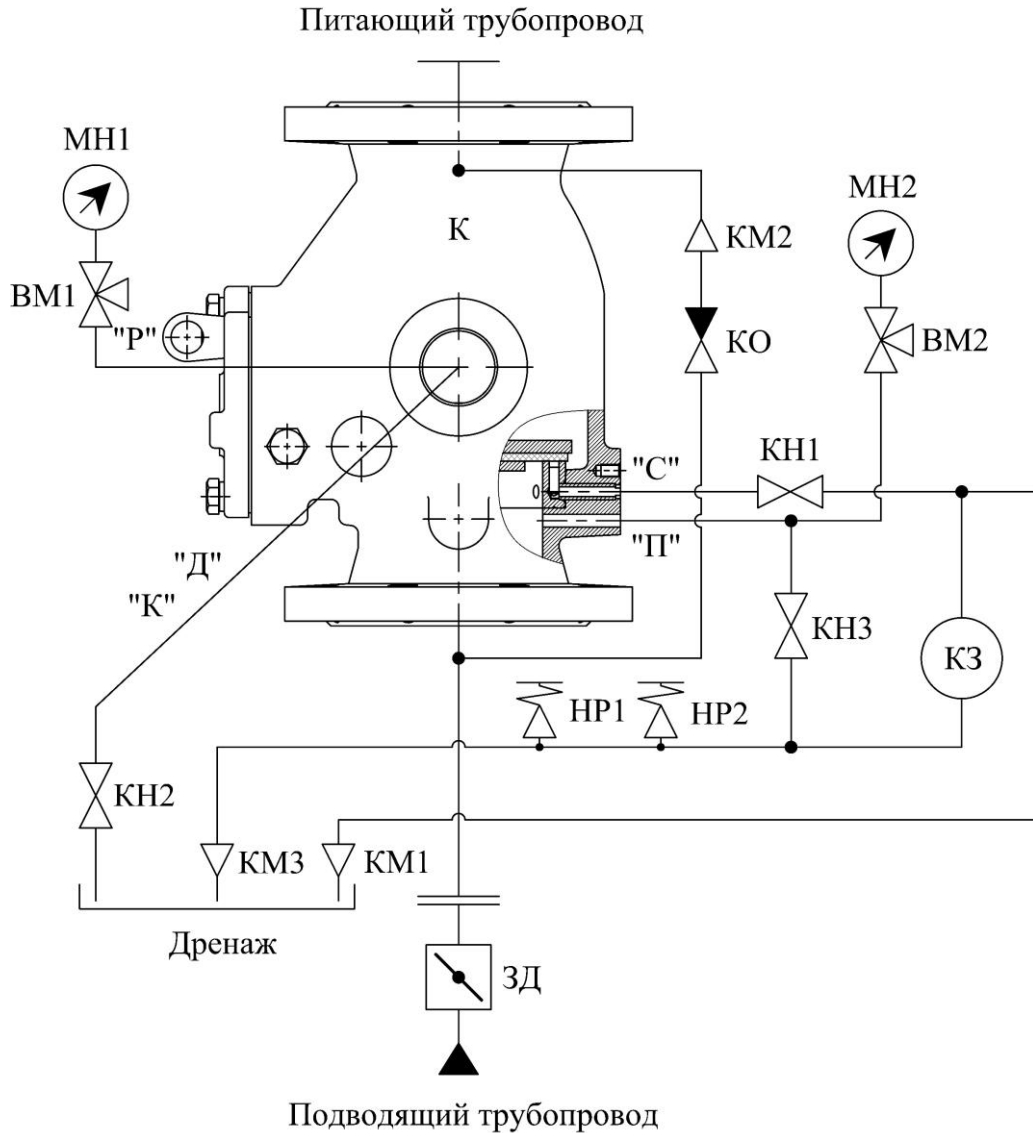 Питающий трубопровод
МН1
МН2
К
КМ2
ВМ1
"Р"
КО
ВМ2
"С"
КН1
"П"
"Д"
"К"
КН3
КЗ
НР1
НР2
КН2
КМ3
КМ1
Дренаж
ЗД
Подводящий трубопровод